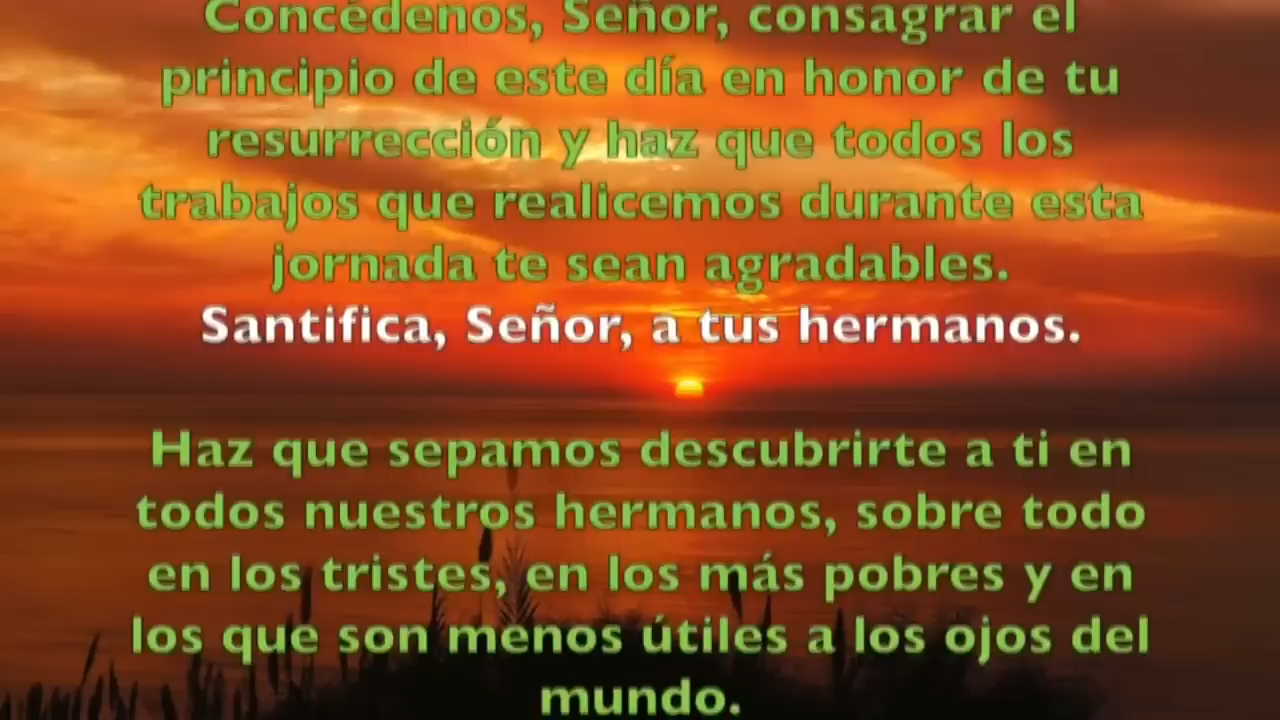 Concédenos, Señor, consagrar el
principio de este día en honor de tu
resurrección y haz que todos los
trabajos que realicemos durante esta
jornada te sean agradables.
Santifica, Señor, a tus hermanos.
Haz que sepamos descubrirte a ti en
todos nuestros hermanos, sobre todo
en los tristes, en los más pobres y en
los que son menos útiles a los ojos del
mundo.